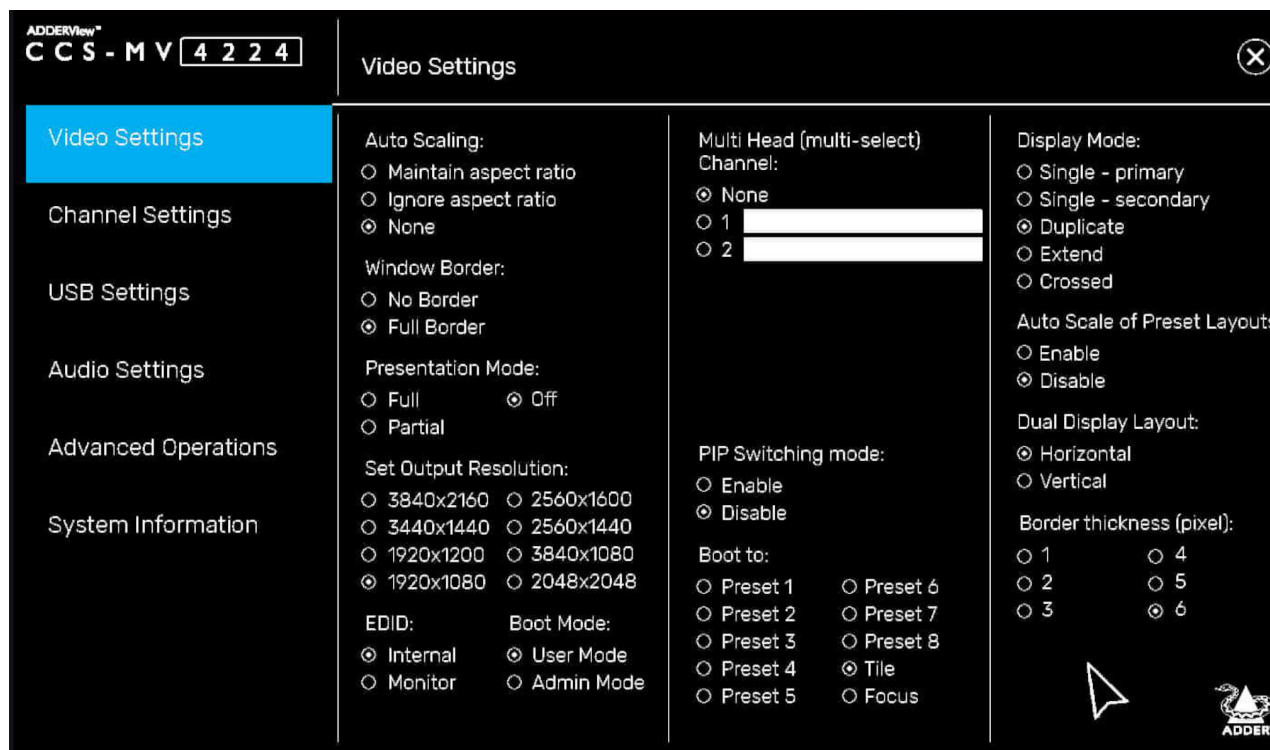 ADDERView™
CCS-MV 4224
Video Settings
Video Settings
Channel Settings
USB Settings
Audio Settings
Advanced Operations
System Information
Auto Scaling:
Maintain aspect ratio
Ignore aspect ratio
None
Window Border:
No Border
Full Border
Presentation Mode:
Full Off
Partial
Set Output Resolution:
3840x2160 2560x1600
3440x1440 2560x1440
1920x1200 3840x1080
1920x1080 2048x2048
EDID: Boot Mode:
Internal User Mode
Monitor Admin Mode
Multi Head (multi-select)
Channel:
None
1
2
PIP Switching mode:
Enable
Disable
Boot to:
Preset 1 Preset 6
Preset 2 Preset 7
Preset 3 Preset 8
Preset 4 Tile
Preset 5 Focus
Display Mode:
Single - primary
Single - secondary
Duplicate
Extend
Crossed
Auto Scale of Preset Layouts
Enable
Disable
Dual Display Layout:
Horizontal
Vertical
Border thickness (pixel):
1 4
2 5
3 6
ADDER